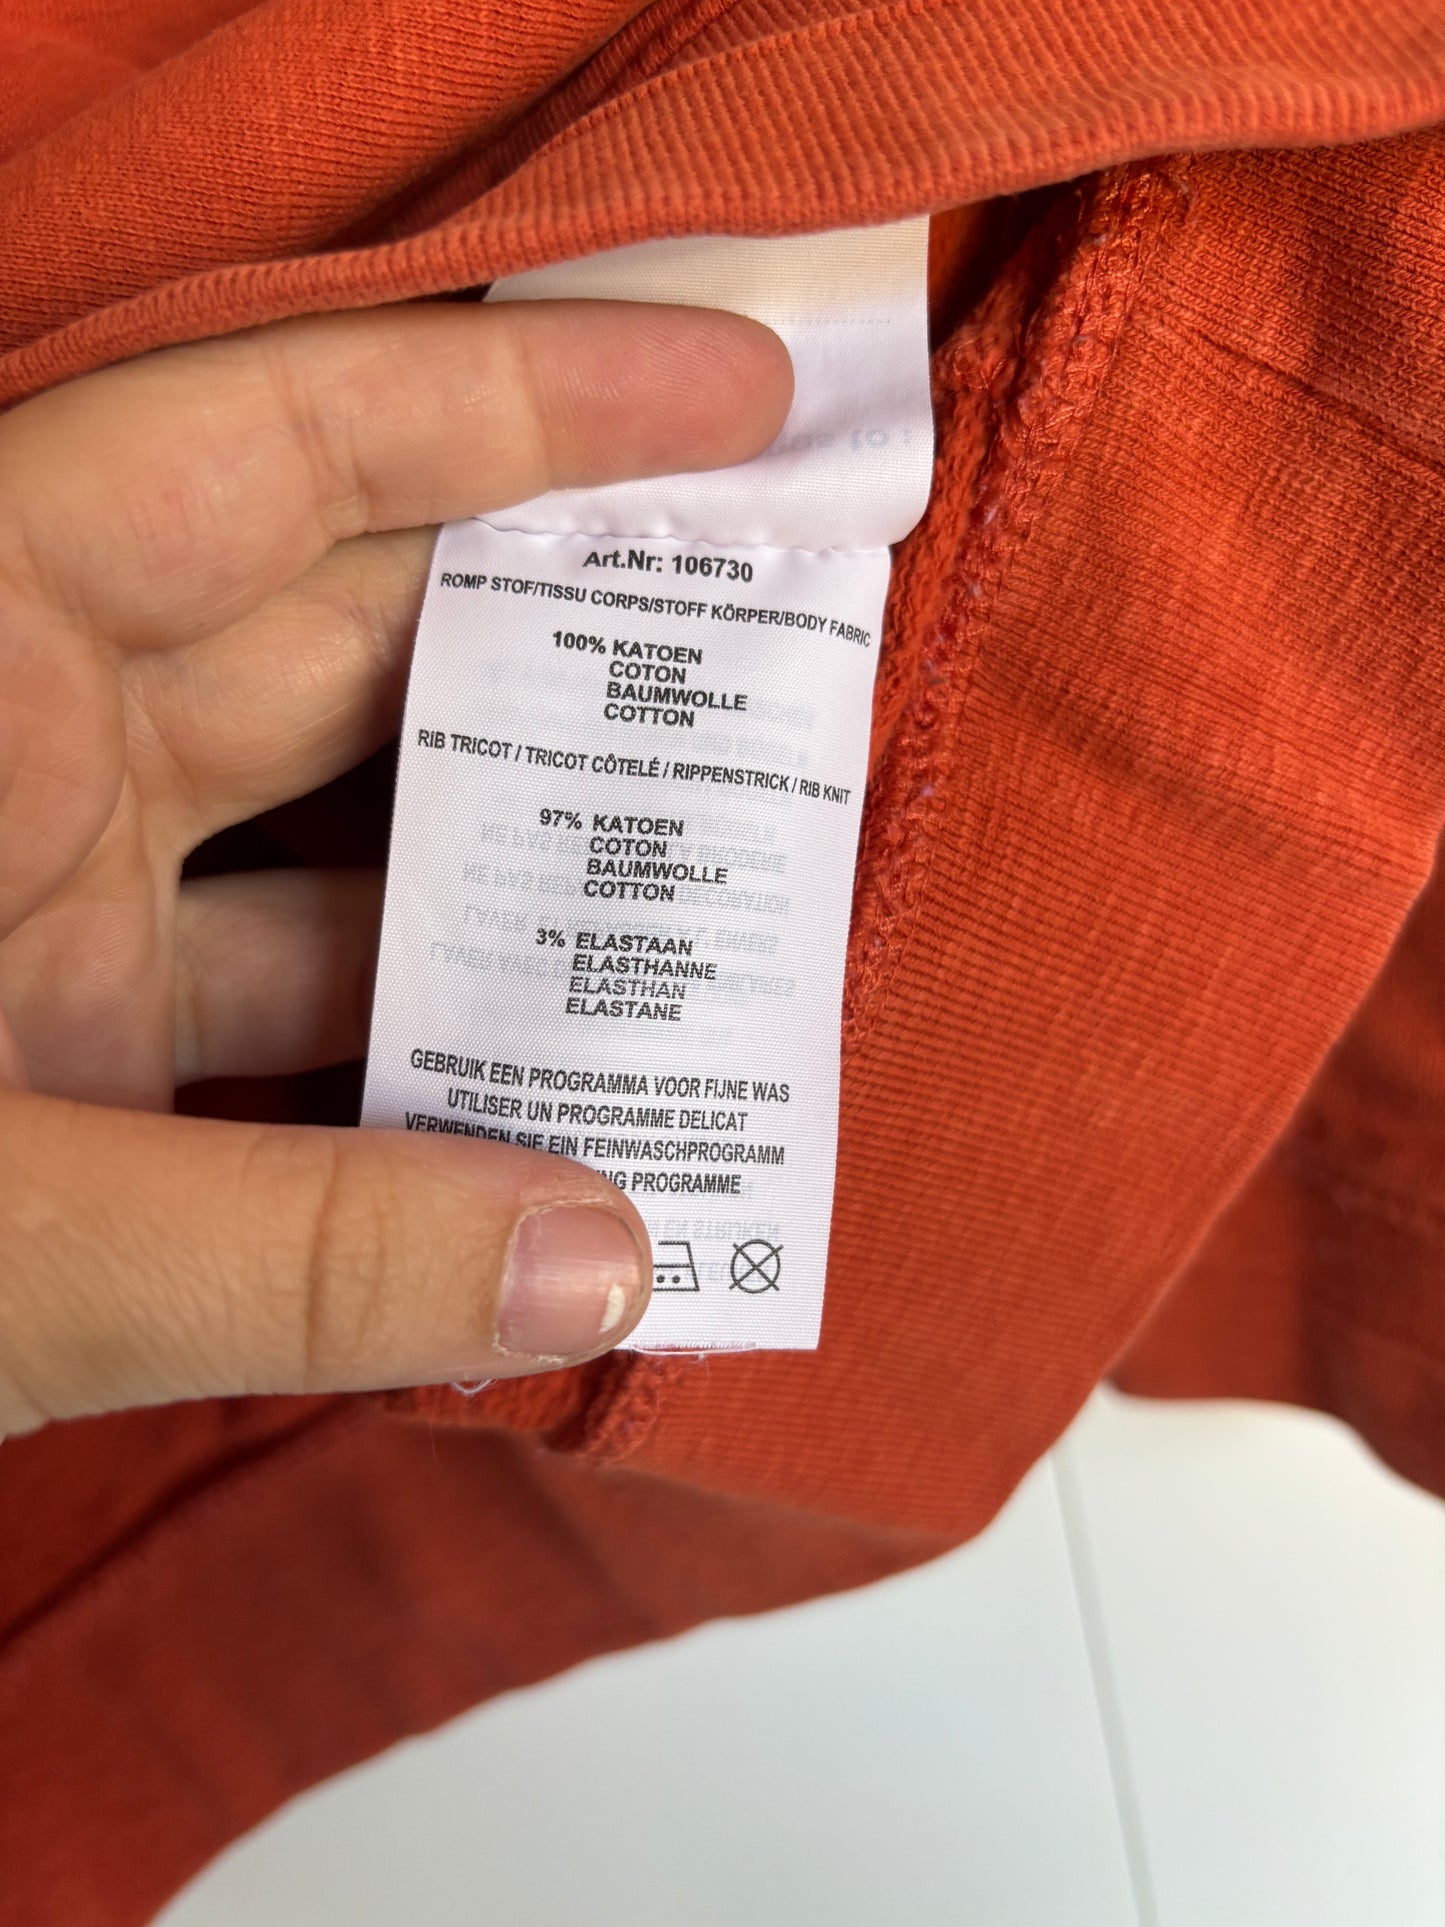 Art.Nr: 106730
ROMP STOF/TISSU CORPS/STOFF KÖRPER/BODY FABRIC
100% KATOEN
COTON
BAUMWOLLE
COTTON
RIB TRICOT / TRICOT CÔTELÉ / RIPPENSTRICK / RIB KNIT
97% KATOEN
COTON
BAUMWOLLE
COTTON
3% ELASTAAN
ELASTHANNE
ELASTHAN
ELASTANE
GEBRUIK EEN PROGRAMMA VOOR FIJNE WAS
UTILISER UN PROGRAMME DELICAT
VERWENDEN SIE EIN FEINWASCHPROGRAMM
PROGRAMME